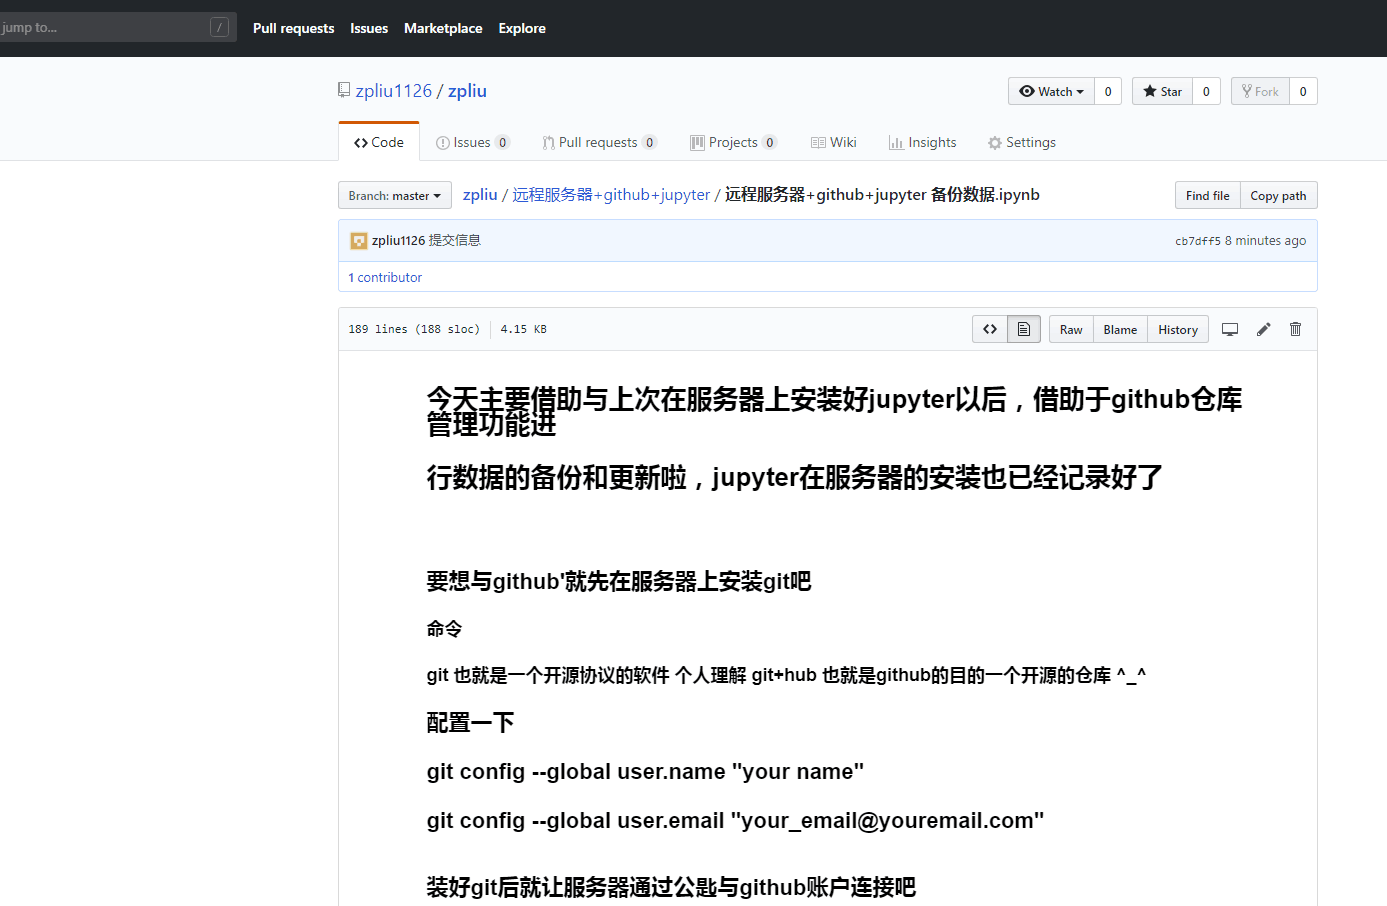 jump to... /
Pull requests Issues Marketplace Explore
zpliu1126 / zpliu
Watch 0 Star 0 Fork 0
Code Issues 0 Pull requests 0 Projects 0 Wiki Insights Settings
Branch: master zpliu / 远程服务器+github+jupyter / 远程服务器+github+jupyter 备份数据.ipynb Find file Copy path
zpliu1126 提交信息 cb7dff5 8 minutes ago
1 contributor
189 lines (188 sloc) 4.15 KB Raw Blame History
今天主要借助与上次在服务器上安装好jupyter以后，借助于github仓库
管理功能进
行数据的备份和更新啦，jupyter在服务器的安装也已经记录好了
要想与github'就先在服务器上安装git吧
命令
git 也就是一个开源协议的软件 个人理解 git+hub 也就是github的目的一个开源的仓库 ^_^
配置一下
git config --global user.name "your name"
git config --global user.email "your_email@youremail.com"
装好git后就让服务器通过公匙与github账户连接吧